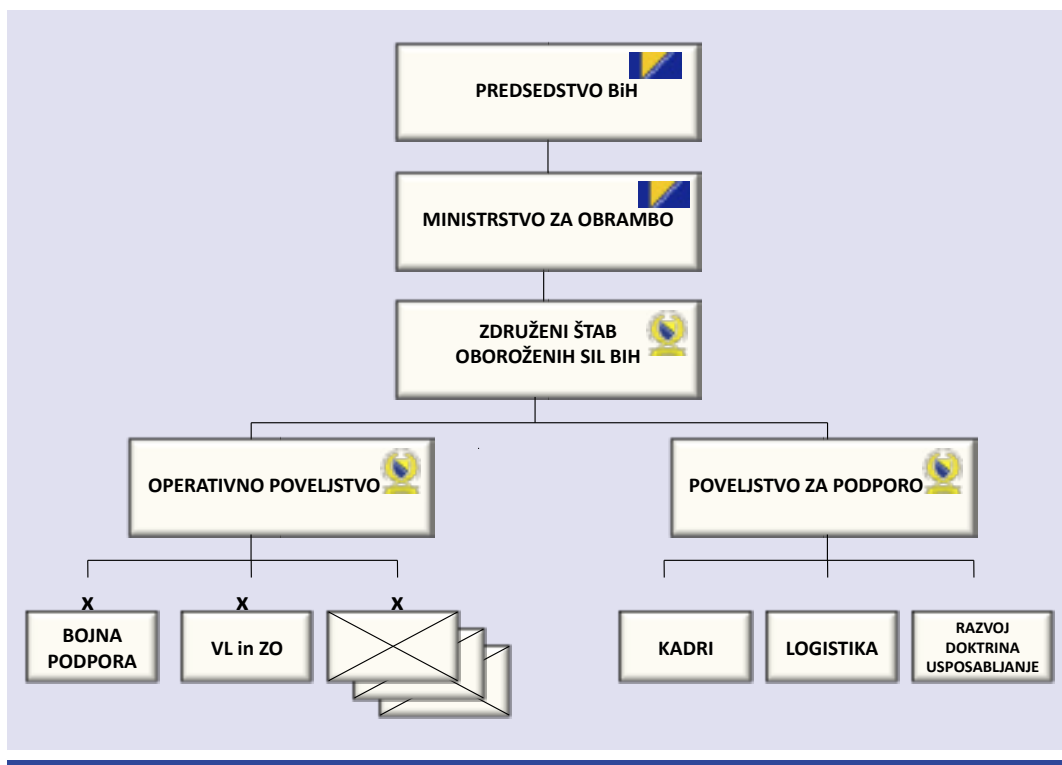 PREDSEDSTVO BiH
MINISTRSTVO ZA OBRAMBO
ZDRUŽENI ŠTAB
OBOROŽENIH SIL BIH
OPERATIVNO POVELJSTVO
POVELJSTVO ZA PODPORO
X
X
X
BOJNA
PODPORA
VL in ZO
KADRI
LOGISTIKA
RAZVOJ
DOKTRINA
USPOSABLJANJE